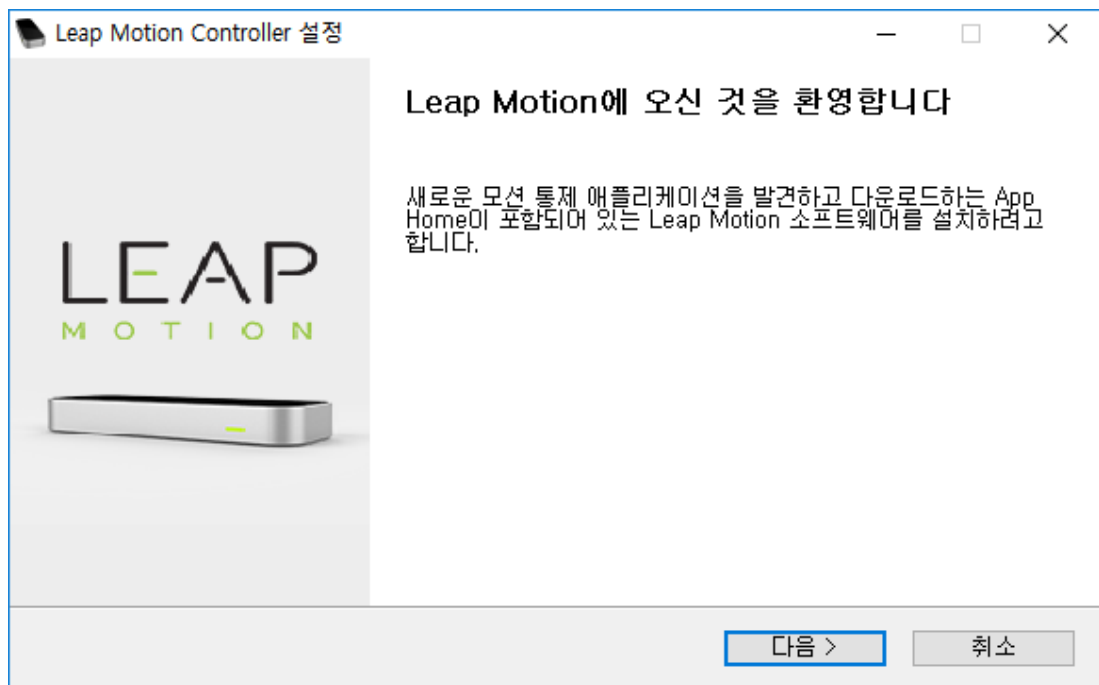 Leap Motion Controller 설정
Leap Motion에 오신 것을 환영합니다
새로운 모션 통제 애플리케이션을 발견하고 다운로드하는 App
Home이 포함되어 있는 Leap Motion 소프트웨어를 설치하려고
합니다.
LEAP
MOTION
다음 >
취소